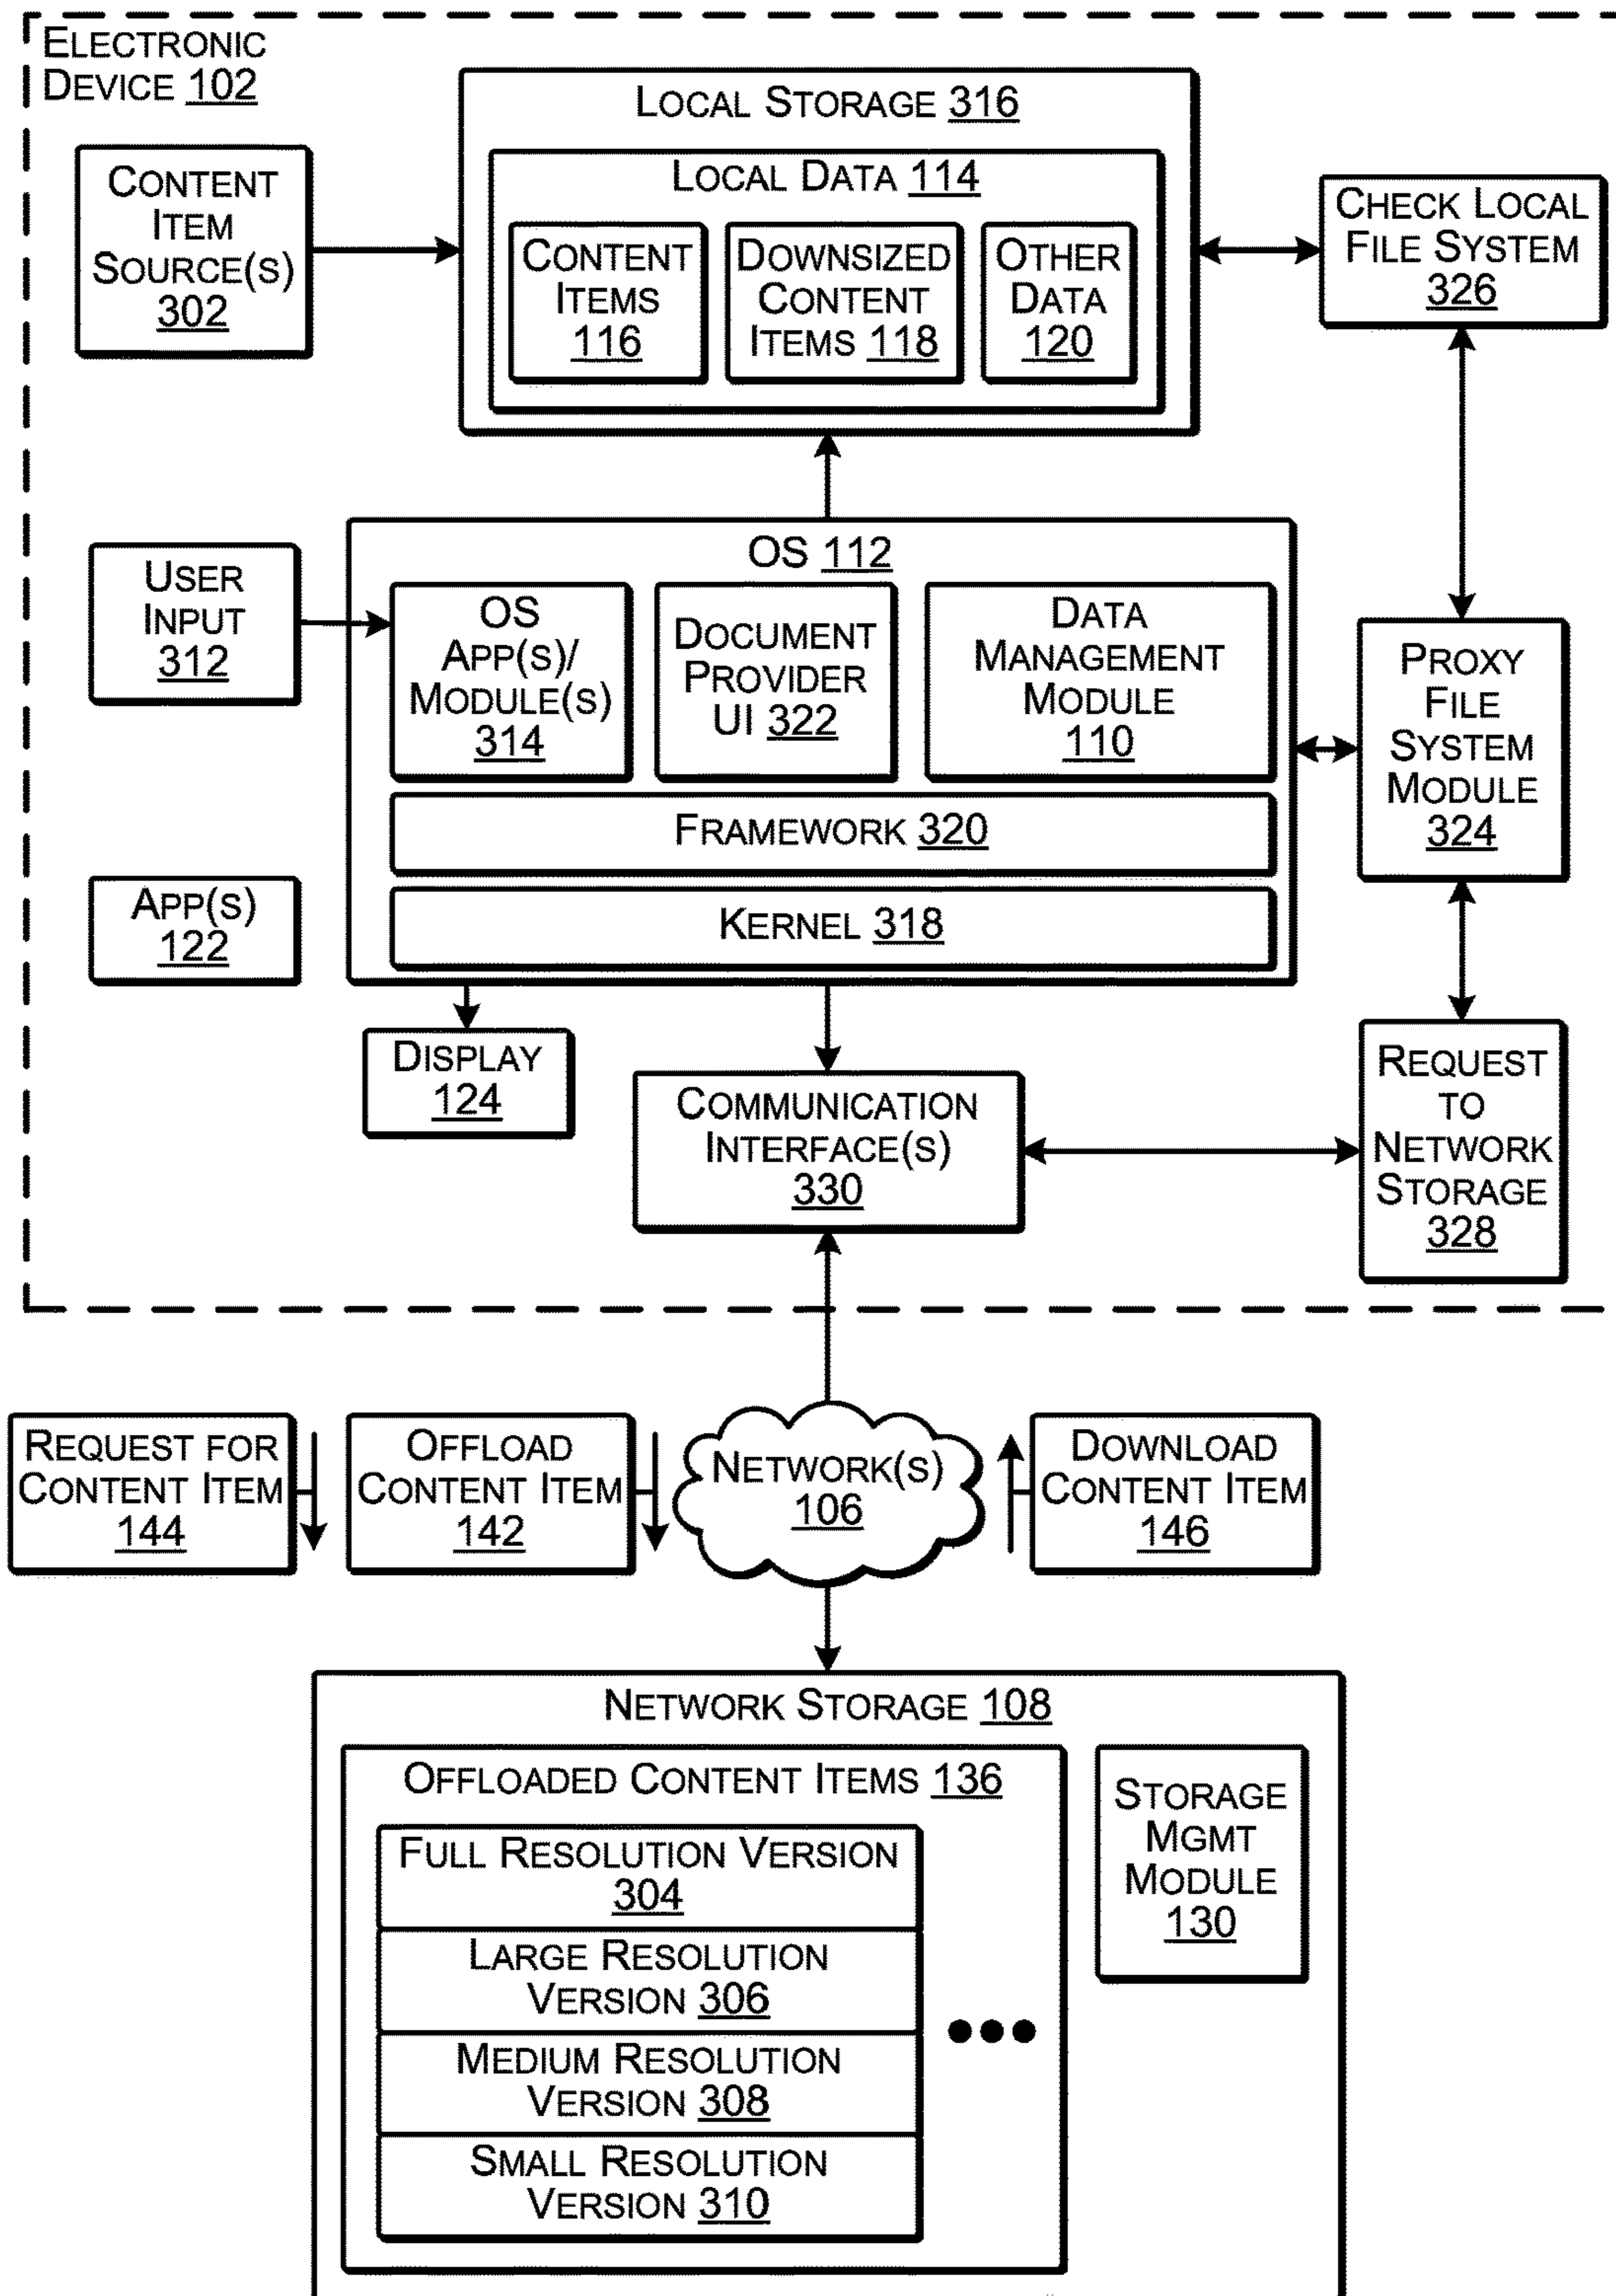 ELECTRONIC
DEVICE 102
LOCAL STORAGE 316
LOCAL DATA 114
CONTENT
ITEMS
116
DOWNSIZED
CONTENT
ITEMS 118
OTHER
DATA
120
CONTENT
ITEM
SOURCE(S)
302
CHECK LOCAL
FILE SYSTEM
326
USER
INPUT
312
OS 112
OS
APP(S)/
MODULE(S)
314
DOCUMENT
PROVIDER
UI 322
DATA
MANAGEMENT
MODULE
110
FRAMEWORK 320
KERNEL 318
PROXY
FILE
SYSTEM
MODULE
324
APP(S)
122
DISPLAY
124
COMMUNICATION
INTERFACE(S)
330
REQUEST
TO
NETWORK
STORAGE
328
REQUEST FOR
CONTENT ITEM
144
OFFLOAD
CONTENT ITEM
142
NETWORK(S)
106
DOWNLOAD
CONTENT ITEM
146
NETWORK STORAGE 108
OFFLOADED CONTENT ITEMS 136
FULL RESOLUTION VERSION
304
LARGE RESOLUTION
VERSION 306
MEDIUM RESOLUTION
VERSION 308
SMALL RESOLUTION
VERSION 310
STORAGE
MGMT
MODULE
130